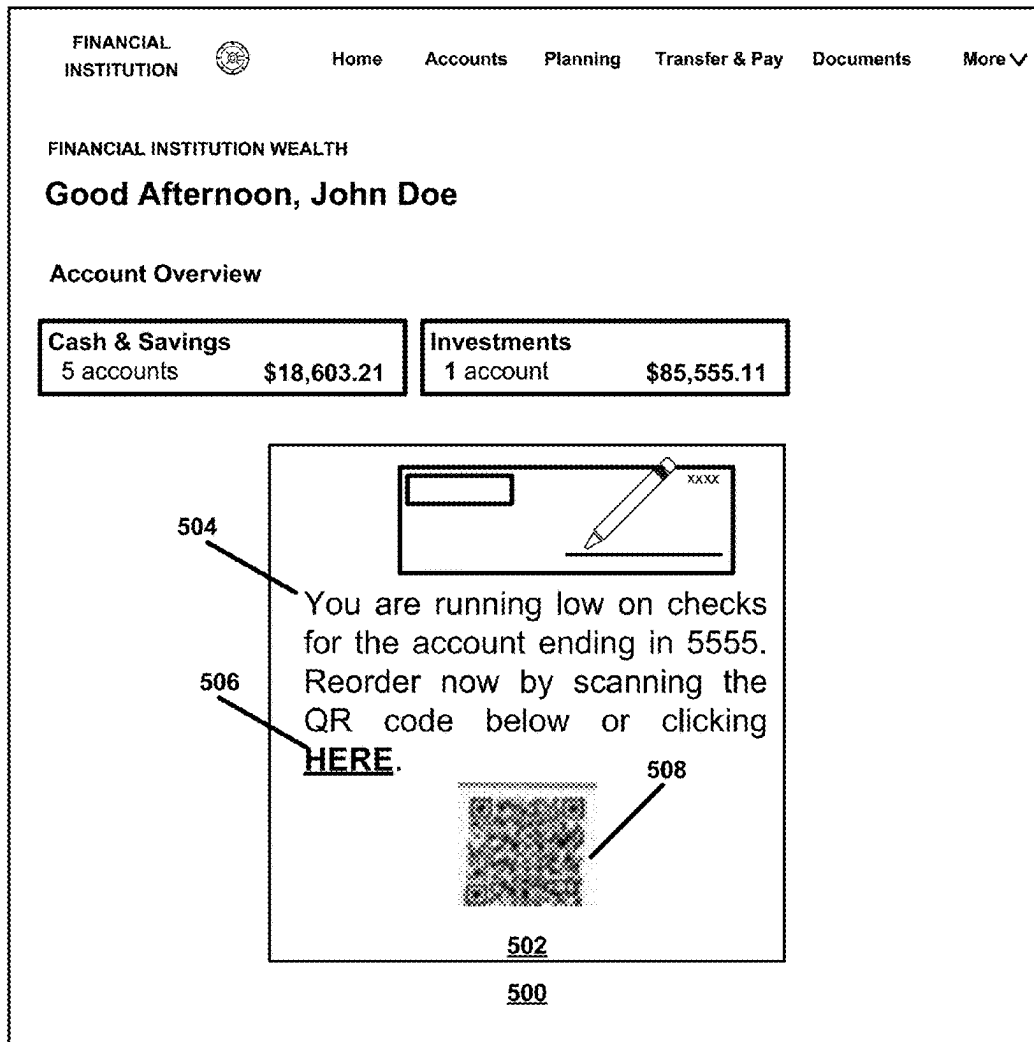 FINANCIAL
INSTITUTION
Home Accounts Planning Transfer & Pay Documents More
FINANCIAL INSTITUTION WEALTH
Good Afternoon, John Doe
Account Overview
Cash & Savings
5 accounts $18,603.21
Investments
1 account $85,555.11
xxxx
504
You are running low on checks
for the account ending in 5555.
506
Reorder now by scanning the
QR code below or clicking
HERE.
508
502
500